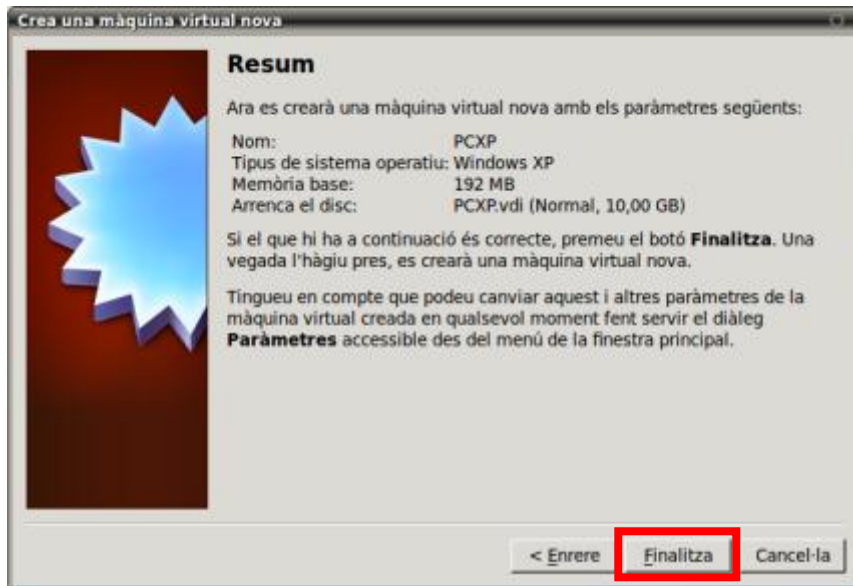 Crea una màquina virtual nova
Resum
Ara es crearà una màquina virtual nova amb els paràmetres següents:
Nom: PCXP
Tipus de sistema operatiu: Windows XP
Memòria base: 192 MB
Arrenca el disc: PCXP.vdi (Normal, 10,00 GB)
Si el que hi ha a continuació és correcte, premeu el botó Finalitza. Una
vegada l'hàgiu pres, es crearà una màquina virtual nova.
Tingueu en compte que podeu canviar aquest i altres paràmetres de la
màquina virtual creada en qualsevol moment fent servir el diàleg
Paràmetres accessible des del menú de la finestra principal.
< Enrere Finalitza Cancel·la